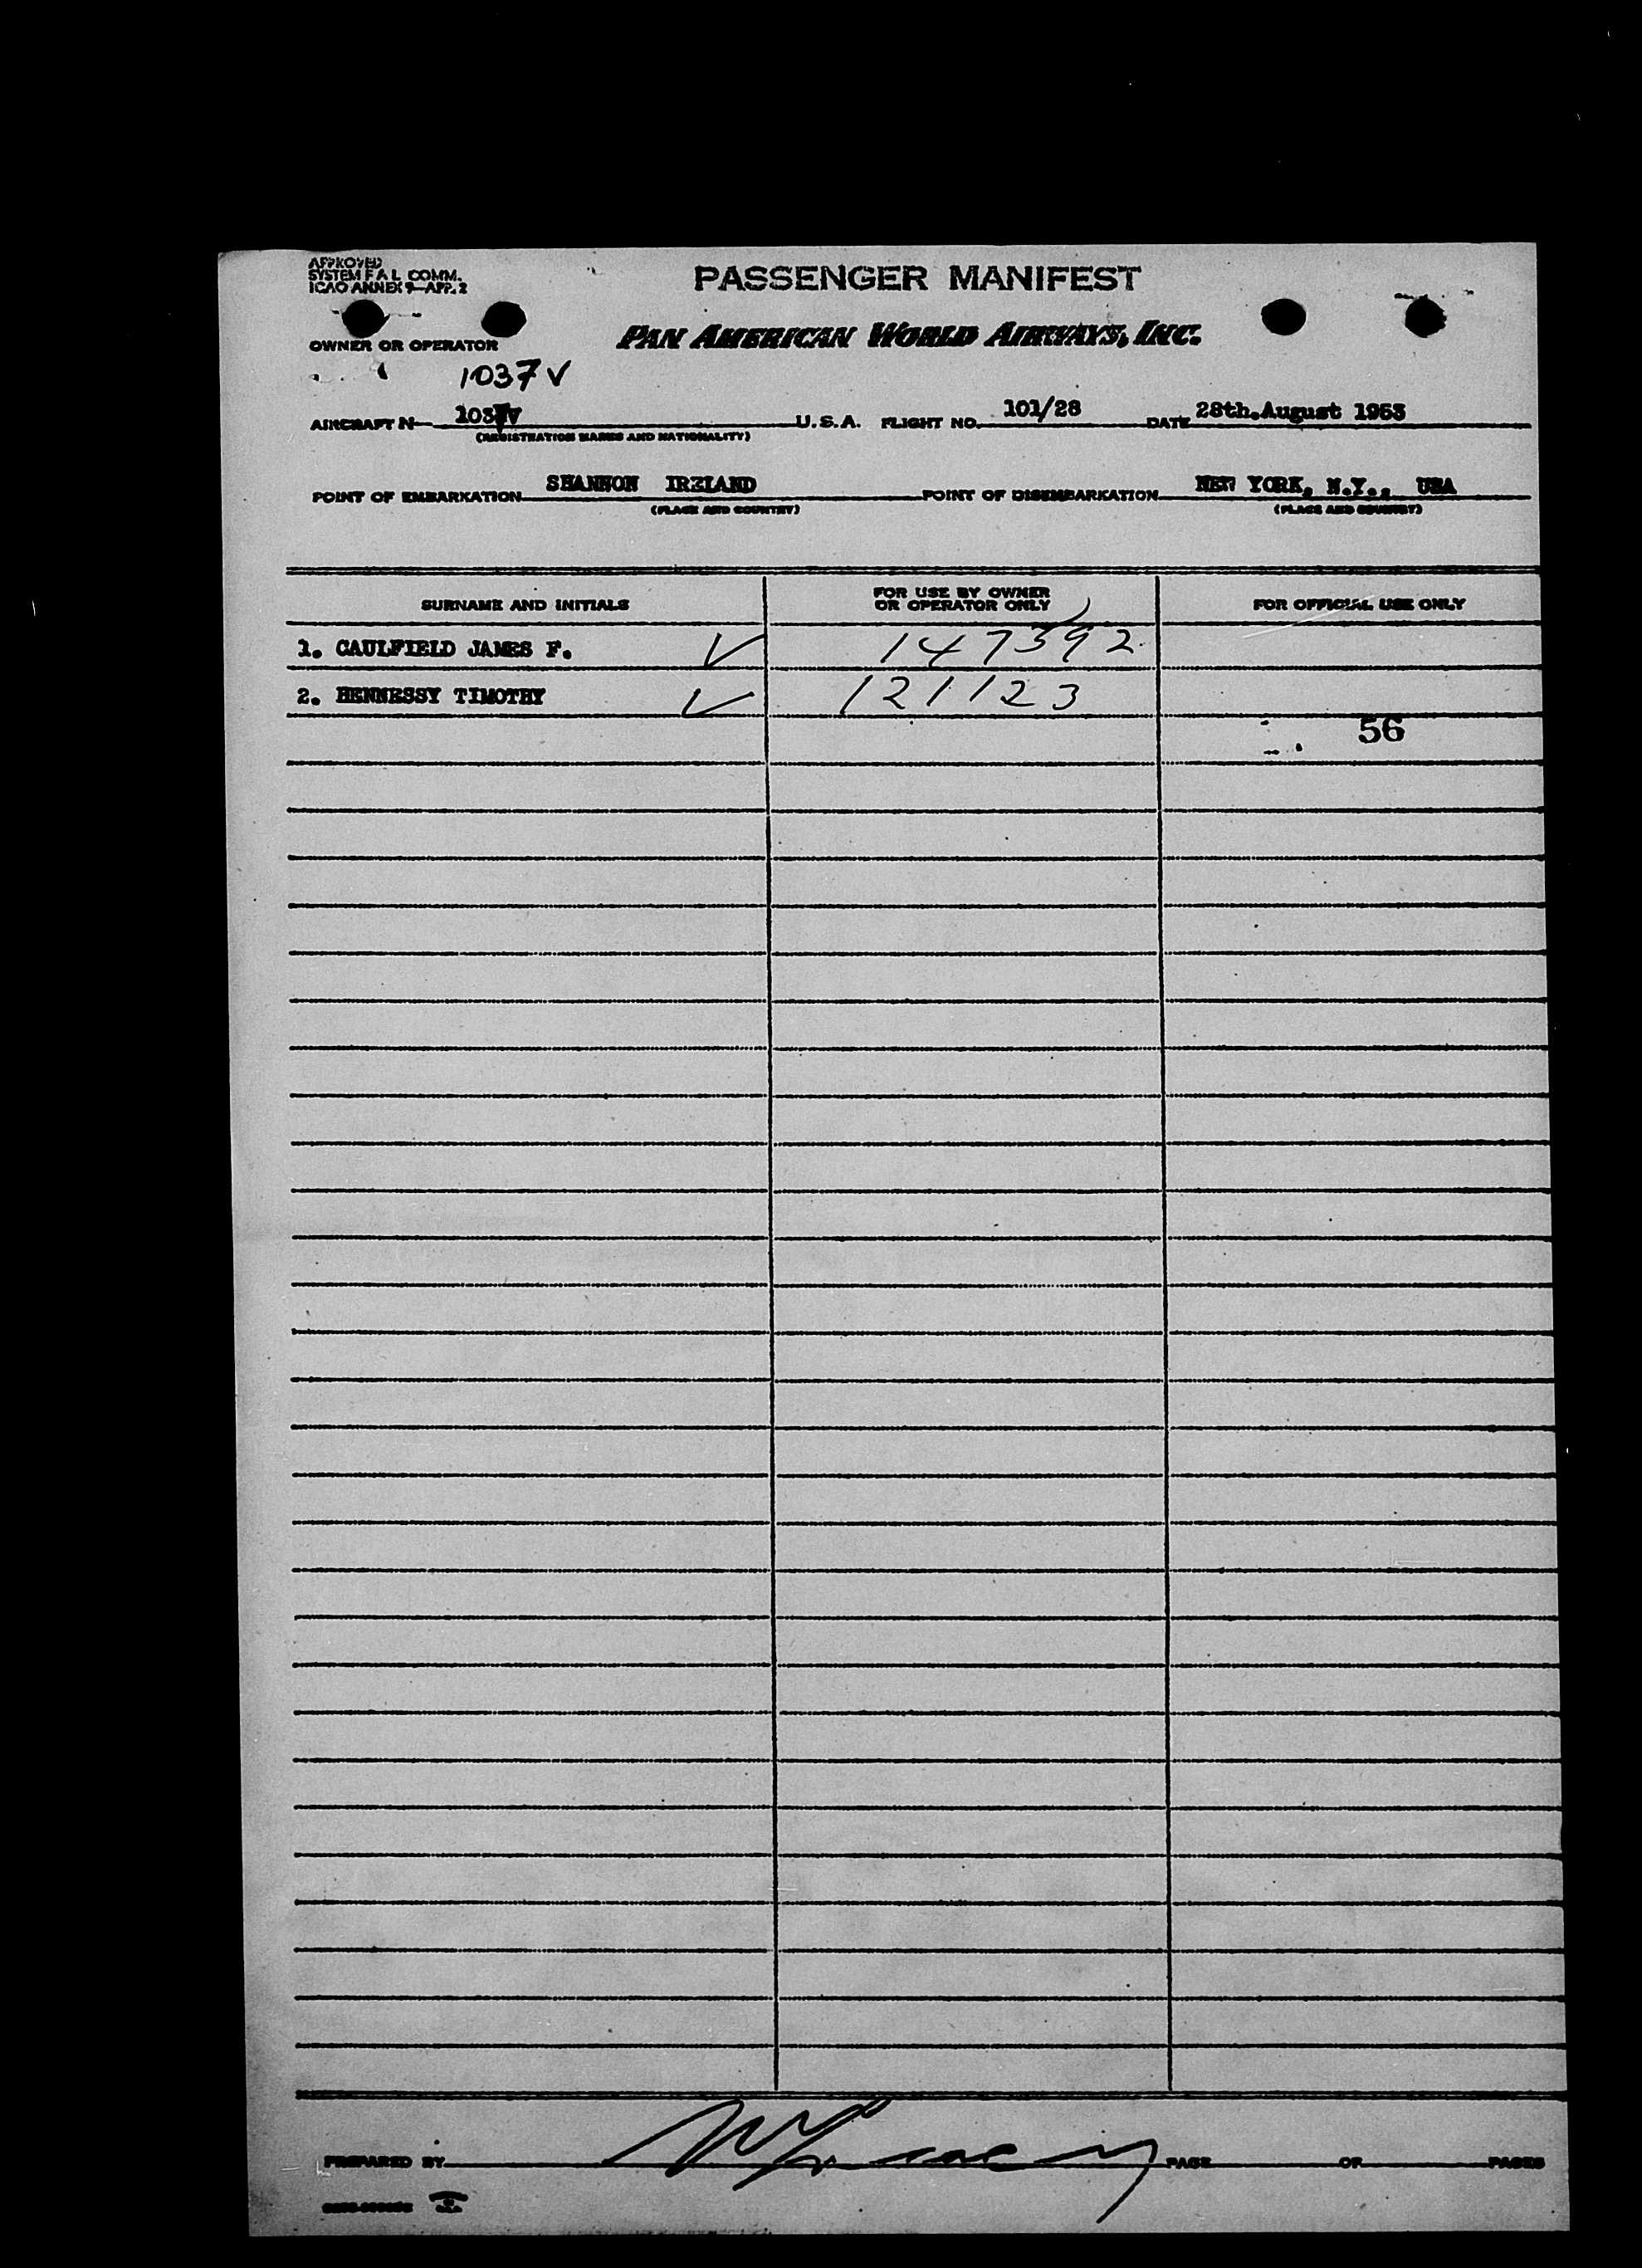 APPROVED
SYSTEM F A L COMM.
ICAO ANNEX 9—APP. 2
PASSENGER MANIFEST
OWNER OR OPERATOR
PAN AMERICAN WORLD AIRWAYS, INC.
1037V
AIRCRAFT N— 1037V U.S.A. FLIGHT NO. 101/28 DATE 28th.August 1953
(REGISTRATION MARKS AND NATIONALITY)
POINT OF EMBARKATION SHANNON IRELAND POINT OF DISEMBARKATION NEW YORK, N.Y., USA
(PLACE AND COUNTRY) (PLACE AND COUNTRY)
SURNAME AND INITIALS
FOR USE BY OWNER
OR OPERATOR ONLY
FOR OFFICIAL USE ONLY
1. CAULFIELD JAMES F. V 147392
2. HENNESSY TIMOTHY V 121123
56
PREPARED BY PAGE OF PAGES